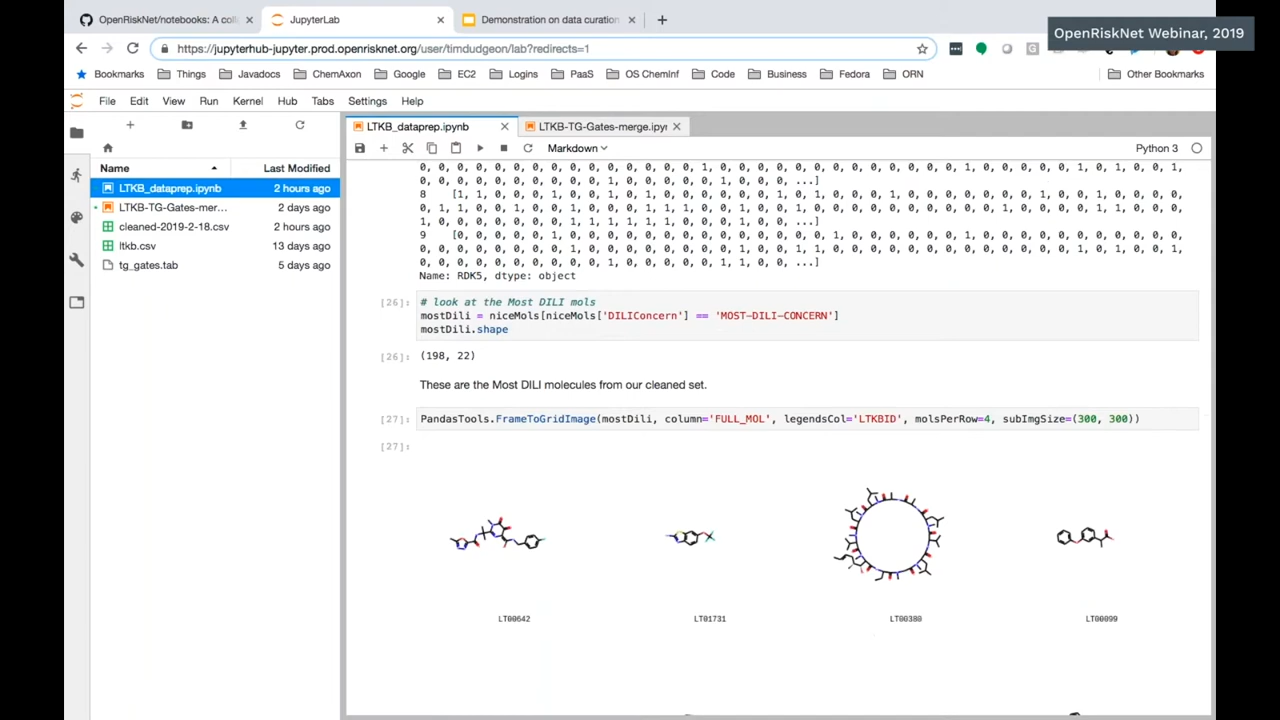 OpenRiskNet/notebooks: A coll
JupyterLab
Demonstration on data curation
OpenRiskNet Webinar, 2019
https://jupyterhub-jupyter.prod.openrisknet.org/user/timdudgeon/lab?redirects=1
Bookmarks Things Javadocs ChemAxon Google EC2 Logins PaaS OS ChemInf Code Business Fedora ORN Other Bookmarks
File Edit View Run Kernel Hub Tabs Settings Help
LTKB_dataprep.ipynb
LTKB-TG-Gates-merge.ipyr
Markdown
Python 3
Name Last Modified
LTKB_dataprep.ipynb 2 hours ago
LTKB-TG-Gates-mer... 2 days ago
cleaned-2019-2-18.csv 2 hours ago
ltkb.csv 13 days ago
tg_gates.tab 5 days ago
0, 0, 0, 0, 0, 0, 0, 0, 0, 0, 0, 0, 0, 0, 0, 1, 0, 0, 0, 0, 0, 0, 0, 0, 0, 0, 0, 0, 0, 1, 0, 0, 0, 0, 0, 1, 0, 1, 0, 0, 1,
0, 0, 0, 0, 0, 0, 0, 0, 0, 0, 1, 0, 0, 0, 0, 0, 1, 0, 0, 0, ...]
8 [1, 1, 0, 0, 0, 1, 0, 0, 1, 0, 1, 0, 0, 0, 0, 0, 0, 1, 0, 1, 0, 0, 0, 1, 0, 0, 0, 0, 0, 0, 0, 1, 0, 0, 0, 1, 0, 0, 0,
0, 1, 1, 0, 0, 1, 0, 0, 1, 0, 0, 0, 1, 1, 1, 0, 0, 0, 1, 0, 0, 1, 0, 0, 0, 0, 0, 0, 0, 0, 0, 1, 0, 0, 0, 0, 1, 1, 0, 0, 0,
1, 0, 0, 0, 0, 0, 0, 0, 1, 1, 1, 1, 1, 0, 0, 0, 1, 0, 0, ...]
9 [0, 0, 0, 0, 0, 1, 0, 0, 0, 0, 0, 0, 0, 0, 0, 0, 0, 0, 0, 0, 1, 0, 0, 0, 0, 0, 0, 1, 0, 0, 0, 0, 0, 0, 0, 0, 0, 0, 0,
0, 0, 0, 0, 0, 0, 0, 0, 1, 0, 0, 0, 0, 0, 0, 1, 0, 0, 0, 0, 0, 1, 1, 0, 0, 0, 0, 0, 0, 0, 0, 0, 0, 0, 0, 0, 1, 0, 1, 0, 0, 1,
0, 0, 0, 0, 0, 0, 0, 0, 0, 0, 1, 0, 0, 0, 0, 0, 1, 1, 0, 0, ...]
Name: RDK5, dtype: object
[26]: # look at the Most DILI mols
mostDili = niceMols[niceMols['DILIConcern'] == 'MOST-DILI-CONCERN']
mostDili.shape
[26]: (198, 22)
These are the Most DILI molecules from our cleaned set.
[27]: PandasTools.FrameToGridImage(mostDili, column='FULL_MOL', legendsCol='LTKBID', molsPerRow=4, subImgSize=(300, 300))
[27]:
LT00642 LT01731 LT00380 LT00099